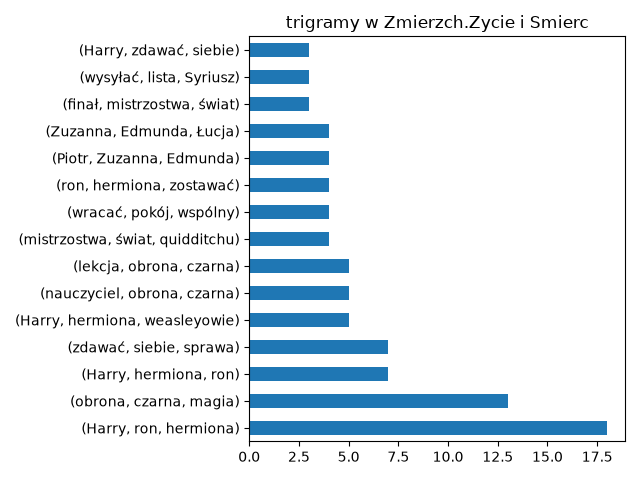 trigramy w Zmierzch.Zycie i Smierc
(Harry, zdawać, siebie)
(wysyłać, lista, Syriusz)
(finał, mistrzostwa, świat)
(Zuzanna, Edmunda, Łucja)
(Piotr, Zuzanna, Edmunda)
(ron, hermiona, zostawać)
(wracać, pokój, wspólny)
(mistrzostwa, świat, quidditchu)
(lekcja, obrona, czarna)
(nauczyciel, obrona, czarna)
(Harry, hermiona, weasleyowie)
(zdawać, siebie, sprawa)
(Harry, hermiona, ron)
(obrona, czarna, magia)
(Harry, ron, hermiona)
0.0 2.5 5.0 7.5 10.0 12.5 15.0 17.5